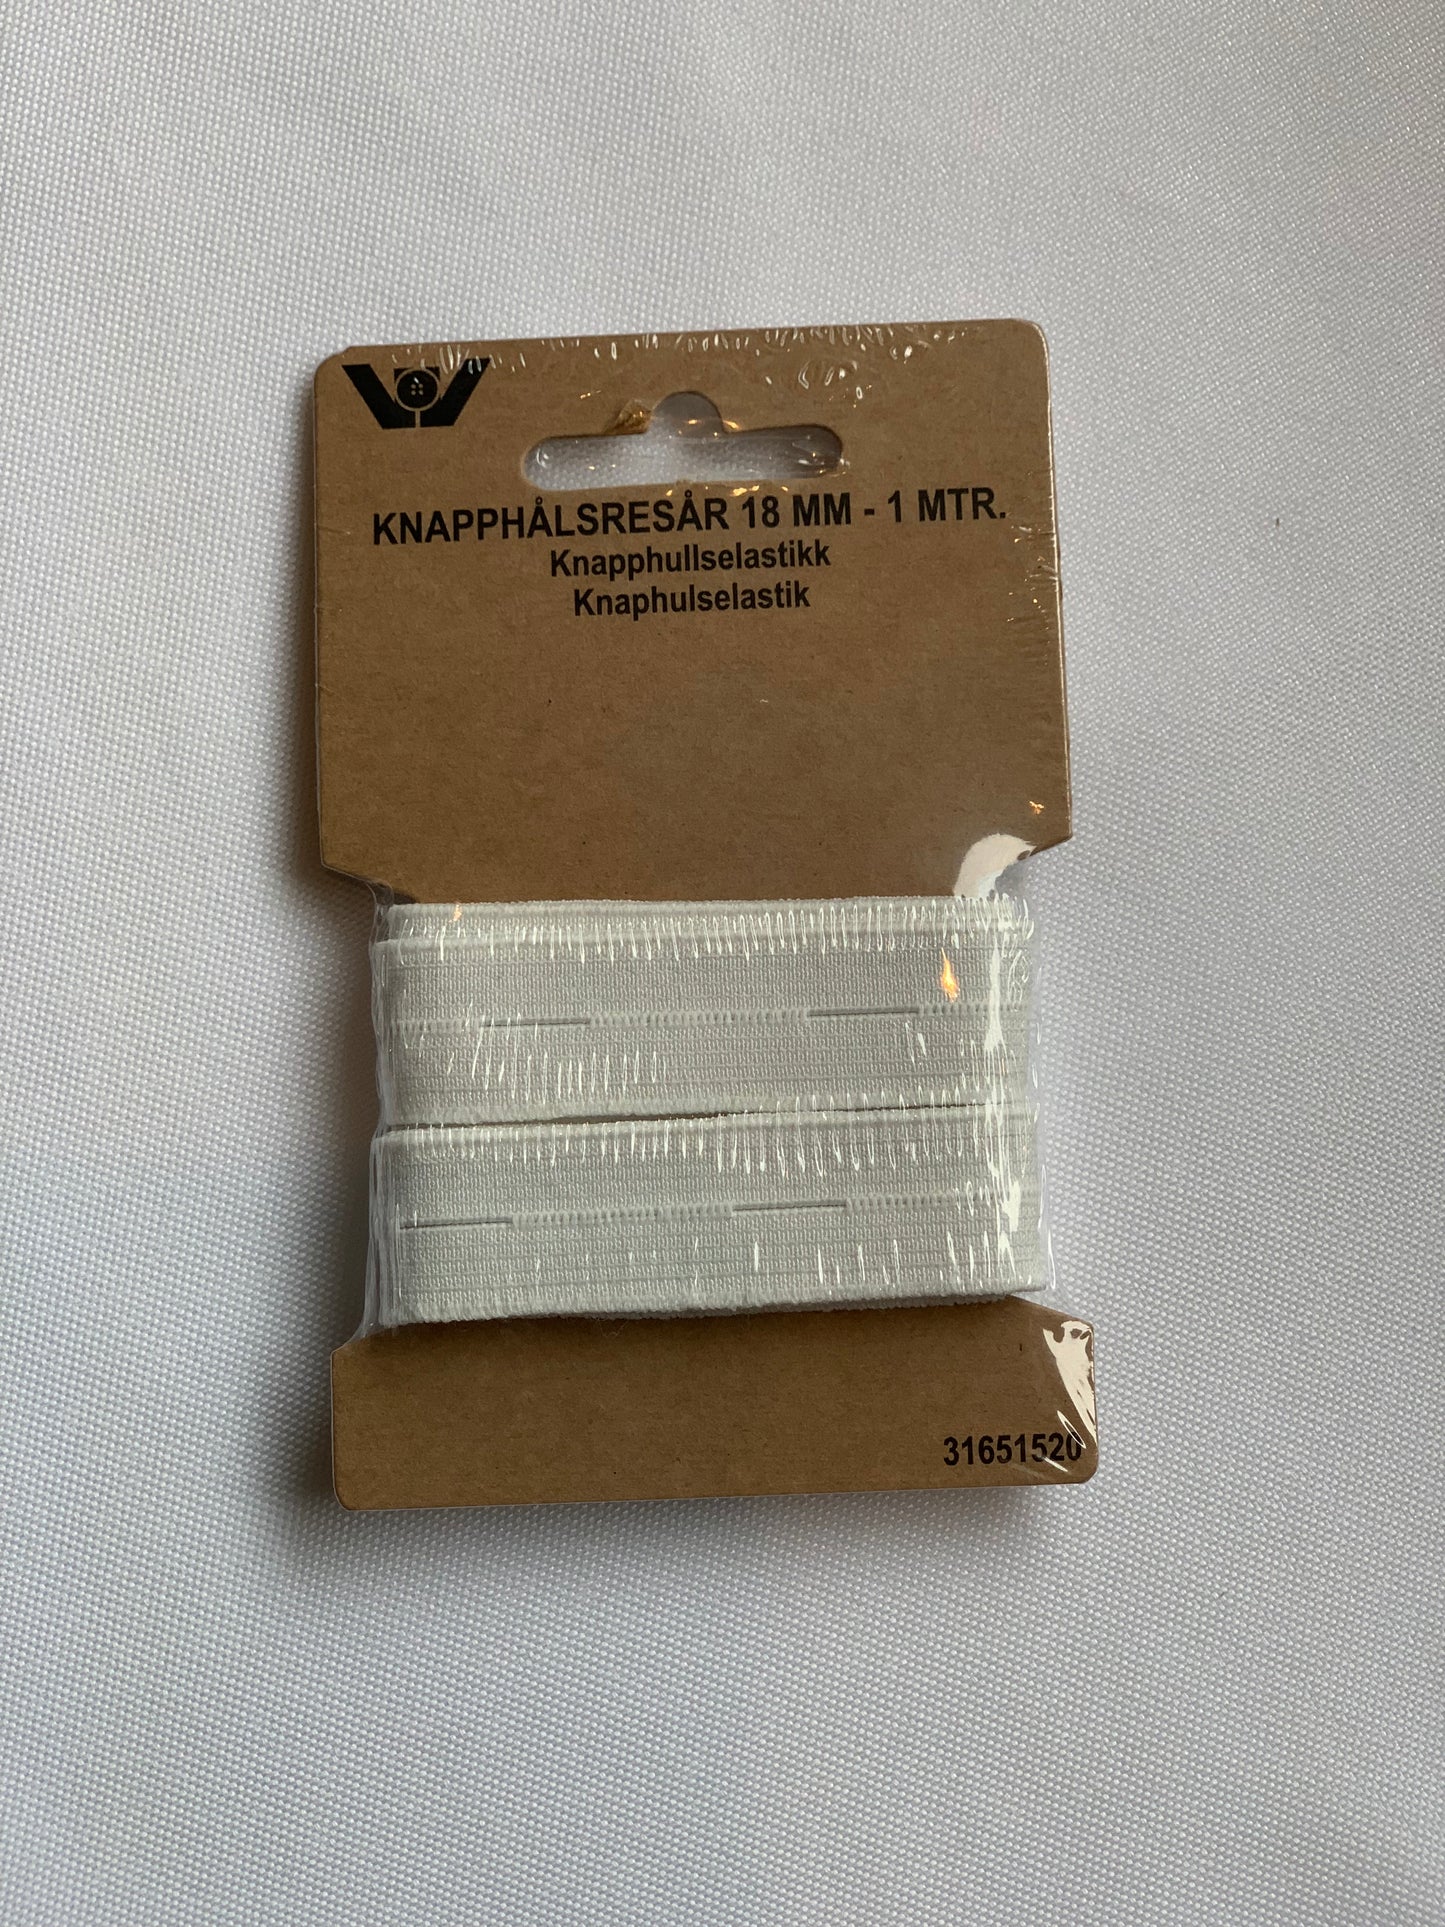 KNAPPHÅLSRESÅR 18 MM - 1 MTR.
Knapphullselastikk
Knaphulselastik
31651520